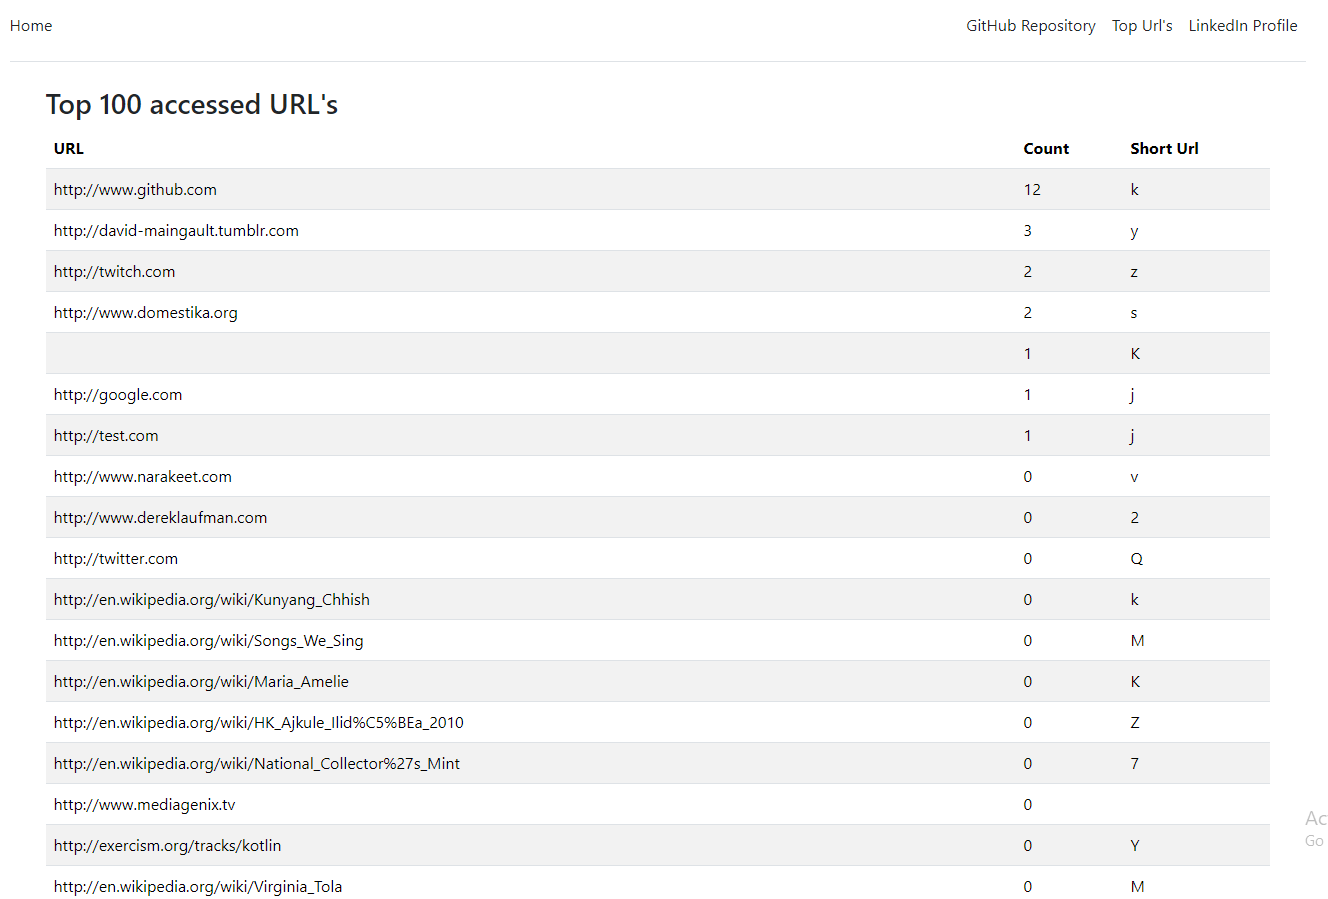 Home GitHub Repository Top Url's LinkedIn Profile
Top 100 accessed URL's
URL Count Short Url
http://www.github.com 12 k
http://david-maingault.tumblr.com 3 y
http://twitch.com 2 z
http://www.domestika.org 2 s
1 K
http://google.com 1 j
http://test.com 1 j
http://www.narakeet.com 0 v
http://www.dereklaufman.com 0 2
http://twitter.com 0 Q
http://en.wikipedia.org/wiki/Kunyang_Chhish 0 k
http://en.wikipedia.org/wiki/Songs_We_Sing 0 M
http://en.wikipedia.org/wiki/Maria_Amelie 0 K
http://en.wikipedia.org/wiki/HK_Ajkule_Ilid%C5%BEa_2010 0 Z
http://en.wikipedia.org/wiki/National_Collector%27s_Mint 0 7
http://www.mediagenix.tv 0
Ac
http://exercism.org/tracks/kotlin 0 Y
Go
http://en.wikipedia.org/wiki/Virginia_Tola 0 M